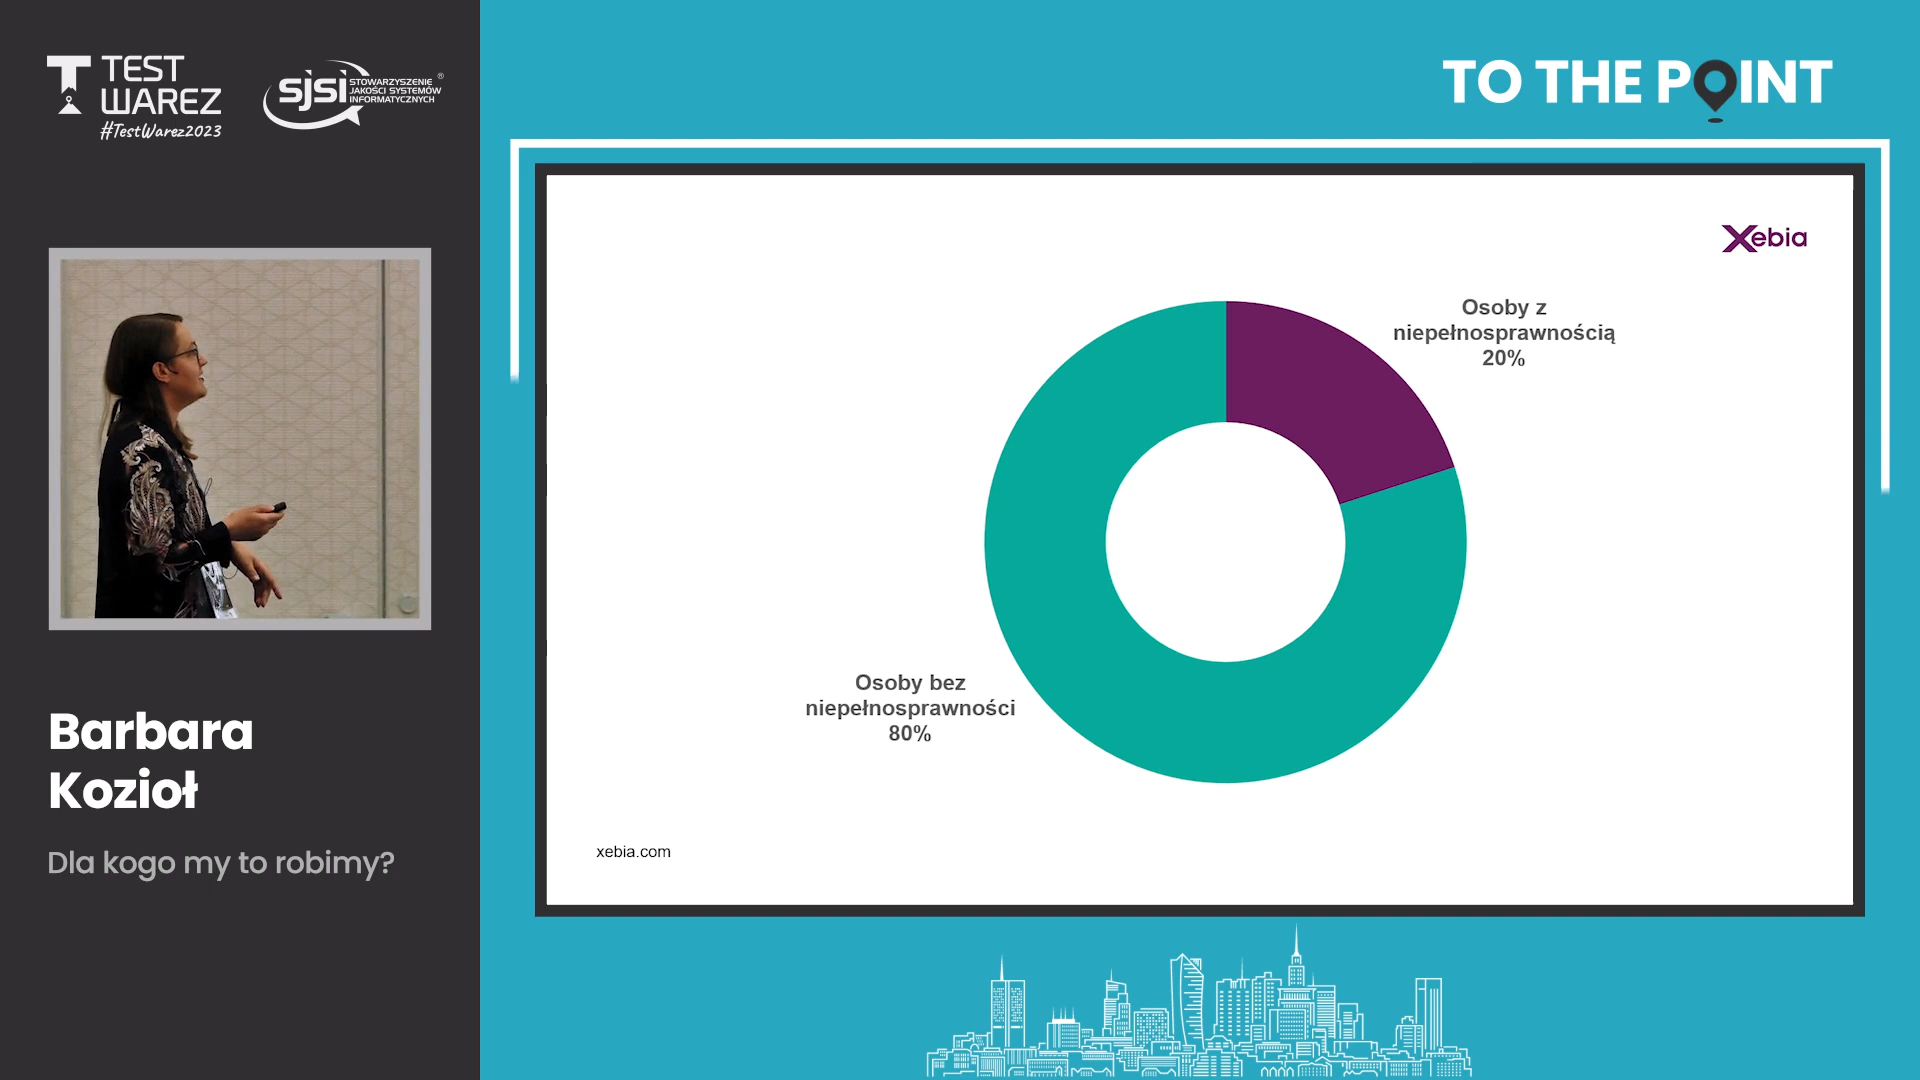 TEST
WAREZ
#TestWarez2023
sjsi
STOWARZYSZENIE
JAKOŚCI SYSTEMÓW
INFORMATYCZNYCH
®
TO THE POINT
Xebia
Osoby z
niepełnosprawnością
20%
Osoby bez
niepełnosprawności
80%
xebia.com
Barbara
Kozioł
Dla kogo my to robimy?